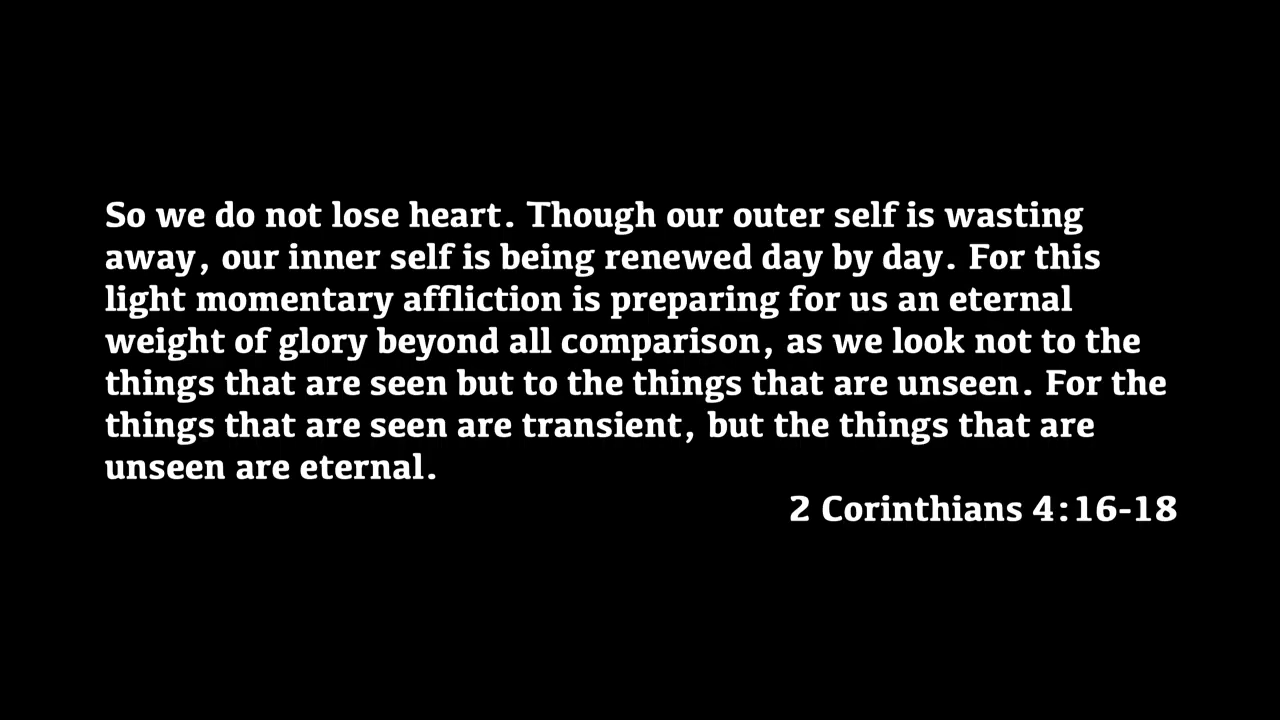 So we do not lose heart. Though our outer self is wasting
away, our inner self is being renewed day by day. For this
light momentary affliction is preparing for us an eternal
weight of glory beyond all comparison, as we look not to the
things that are seen but to the things that are unseen. For the
things that are seen are transient, but the things that are
unseen are eternal.
2 Corinthians 4:16-18